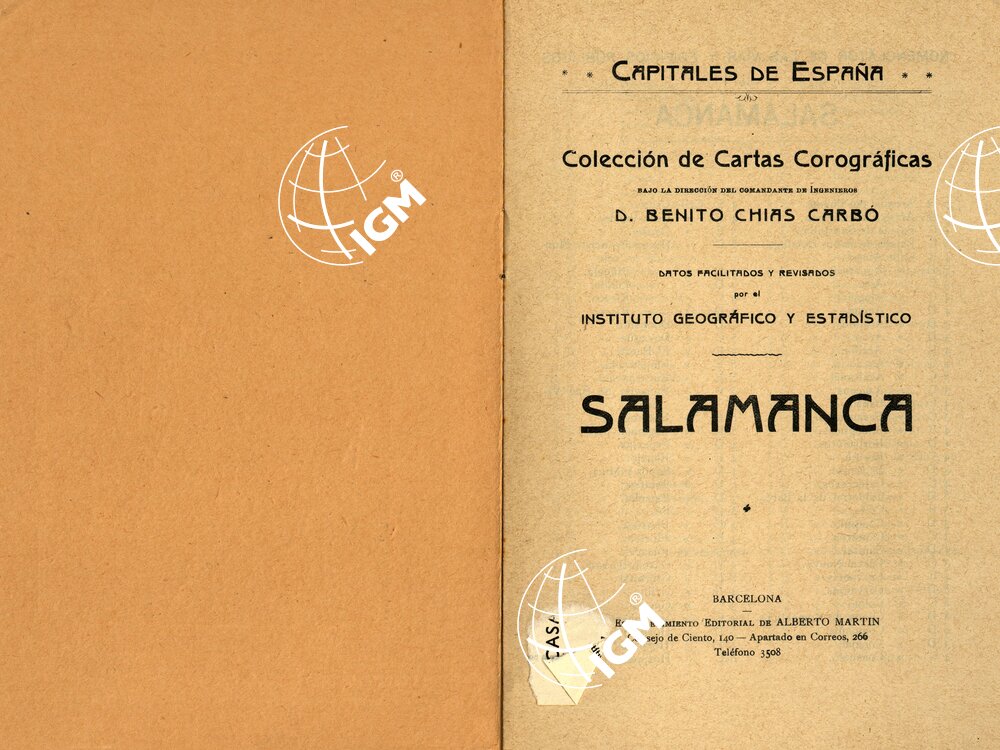 IGM®
* * CAPITALES DE ESPAÑA * *
Colección de Cartas Corográficas
BAJO LA DIRECCIÓN DEL COMANDANTE DE INGENIEROS
D. BENITO CHIAS CARBÓ
DATOS FACILITADOS Y REVISADOS
por el
INSTITUTO GEOGRÁFICO Y ESTADÍSTICO
SALAMANCA
BARCELONA
EDITORIAL DE ALBERTO MARTIN
de Ciento, 140 — Apartado en Correos, 266
Teléfono 3508
CASA
IGM®